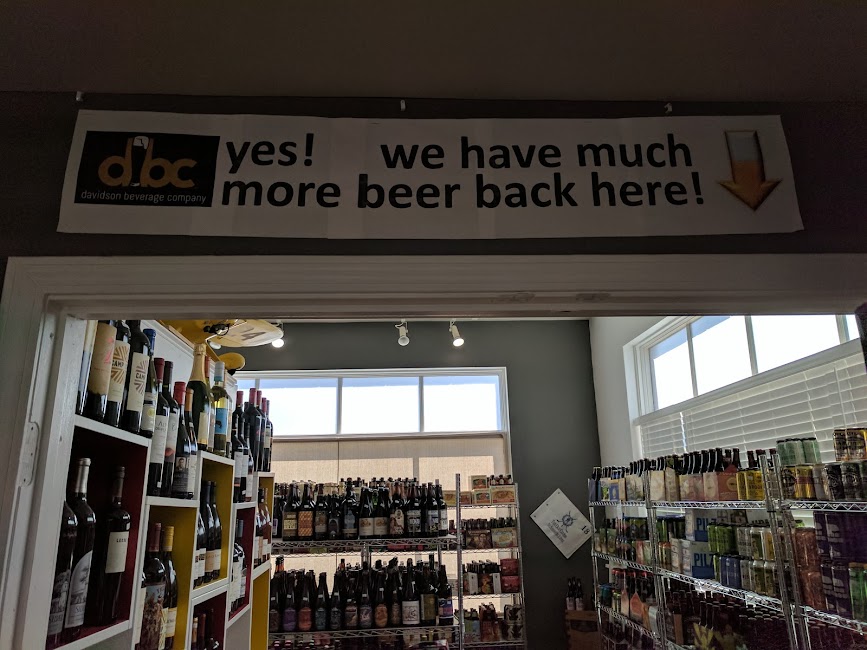 dbc
davidson beverage company
yes! we have much
more beer back here!